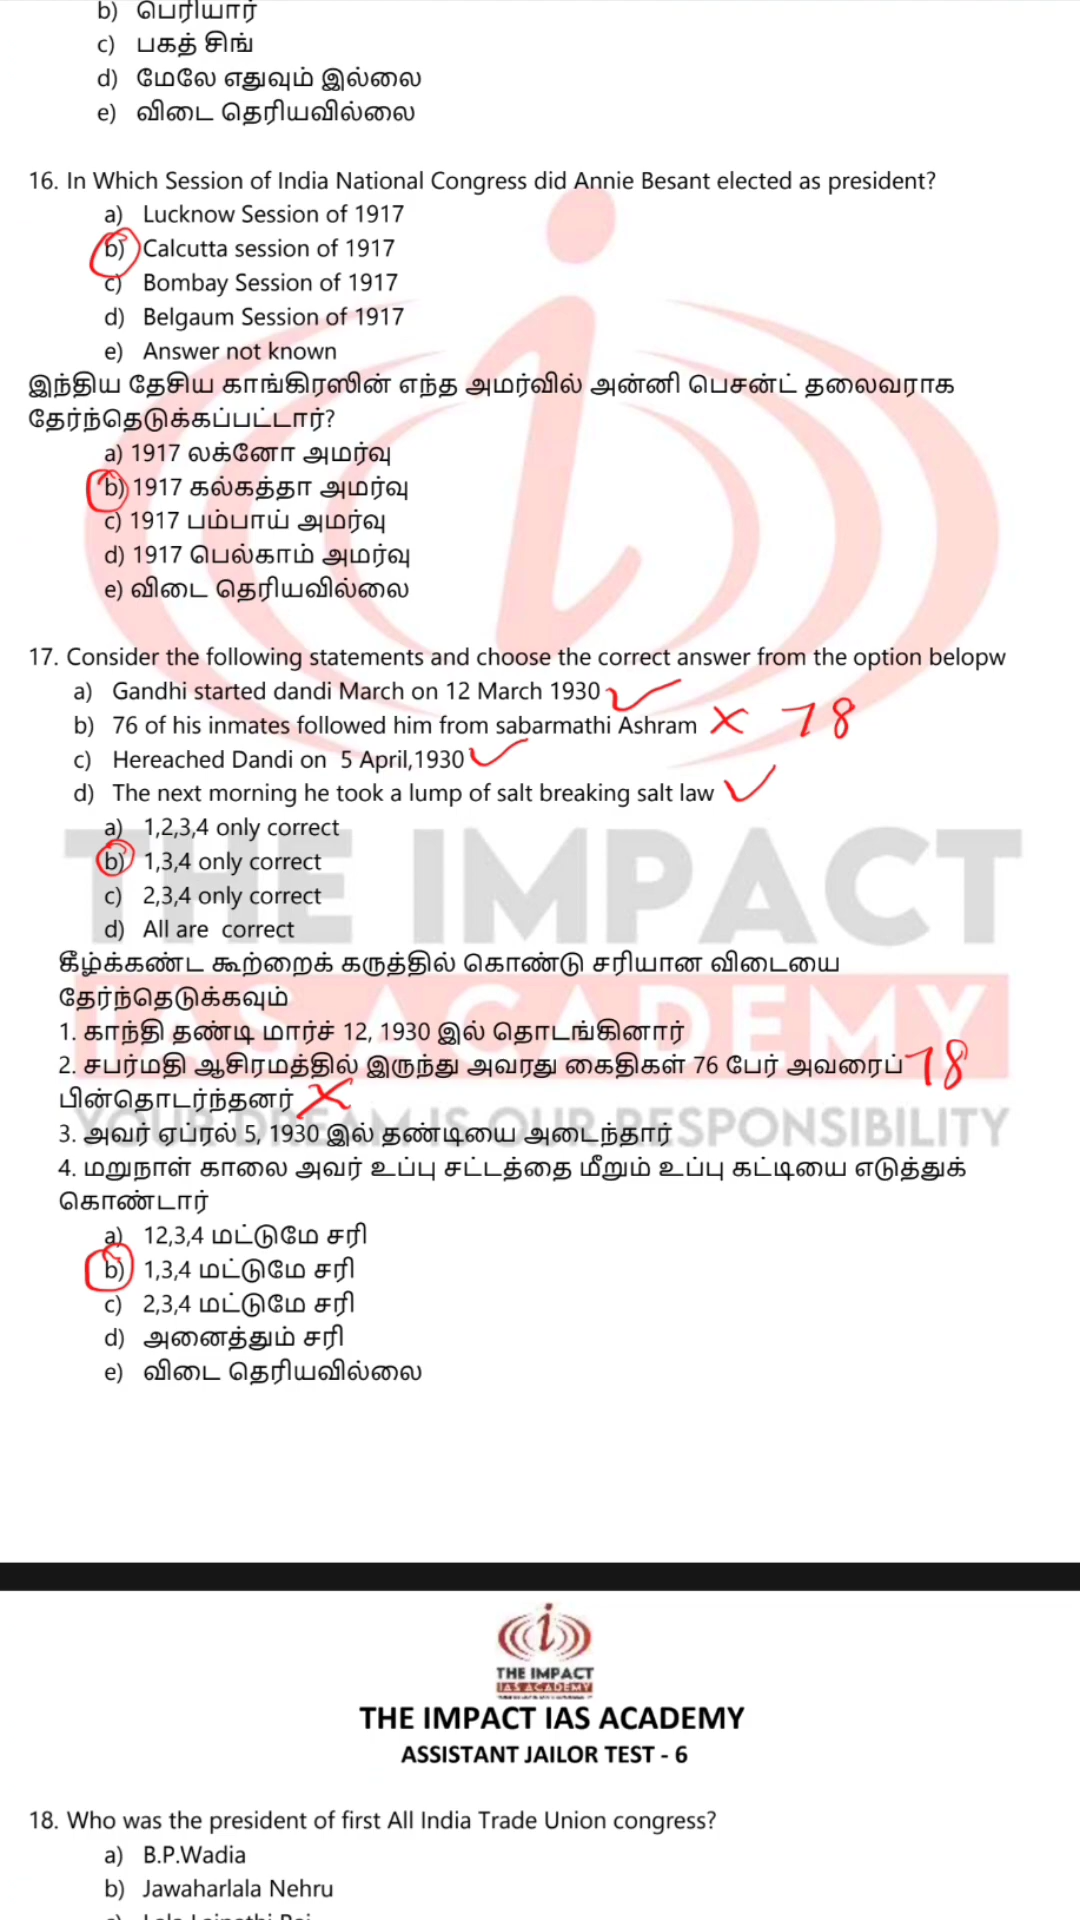 b) பெரியார்
c) பகத் சிங்
d) மேலே எதுவும் இல்லை
e) விடை தெரியவில்லை
16. In Which Session of India National Congress did Annie Besant elected as president?
a) Lucknow Session of 1917
b) Calcutta session of 1917
c) Bombay Session of 1917
d) Belgaum Session of 1917
e) Answer not known
இந்திய தேசிய காங்கிரஸின் எந்த அமர்வில் அன்னி பெசன்ட் தலைவராக
தேர்ந்தெடுக்கப்பட்டார்?
a) 1917 லக்னோ அமர்வு
b) 1917 கல்கத்தா அமர்வு
c) 1917 பம்பாய் அமர்வு
d) 1917 பெல்காம் அமர்வு
e) விடை தெரியவில்லை
17. Consider the following statements and choose the correct answer from the option belopw
a) Gandhi started dandi March on 12 March 1930
b) 76 of his inmates followed him from sabarmathi Ashram 78
c) Hereached Dandi on 5 April,1930
d) The next morning he took a lump of salt breaking salt law
a) 1,2,3,4 only correct
b) 1,3,4 only correct
c) 2,3,4 only correct
d) All are correct
THE IMPACT
IAS ACADEMY
YOUR DREAM IS OUR RESPONSIBILITY
கீழ்க்கண்ட கூற்றைக் கருத்தில் கொண்டு சரியான விடையை
தேர்ந்தெடுக்கவும்
1. காந்தி தண்டி மார்ச் 12, 1930 இல் தொடங்கினார்
2. சபர்மதி ஆசிரமத்தில் இருந்து அவரது கைதிகள் 76 பேர் அவரைப் 78
பின்தொடர்ந்தனர்
3. அவர் ஏப்ரல் 5, 1930 இல் தண்டியை அடைந்தார்
4. மறுநாள் காலை அவர் உப்பு சட்டத்தை மீறும் உப்பு கட்டியை எடுத்துக்
கொண்டார்
a) 12,3,4 மட்டுமே சரி
b) 1,3,4 மட்டுமே சரி
c) 2,3,4 மட்டுமே சரி
d) அனைத்தும் சரி
e) விடை தெரியவில்லை
THE IMPACT
IAS ACADEMY
THE IMPACT IAS ACADEMY
ASSISTANT JAILOR TEST - 6
18. Who was the president of first All India Trade Union congress?
a) B.P.Wadia
b) Jawaharlala Nehru